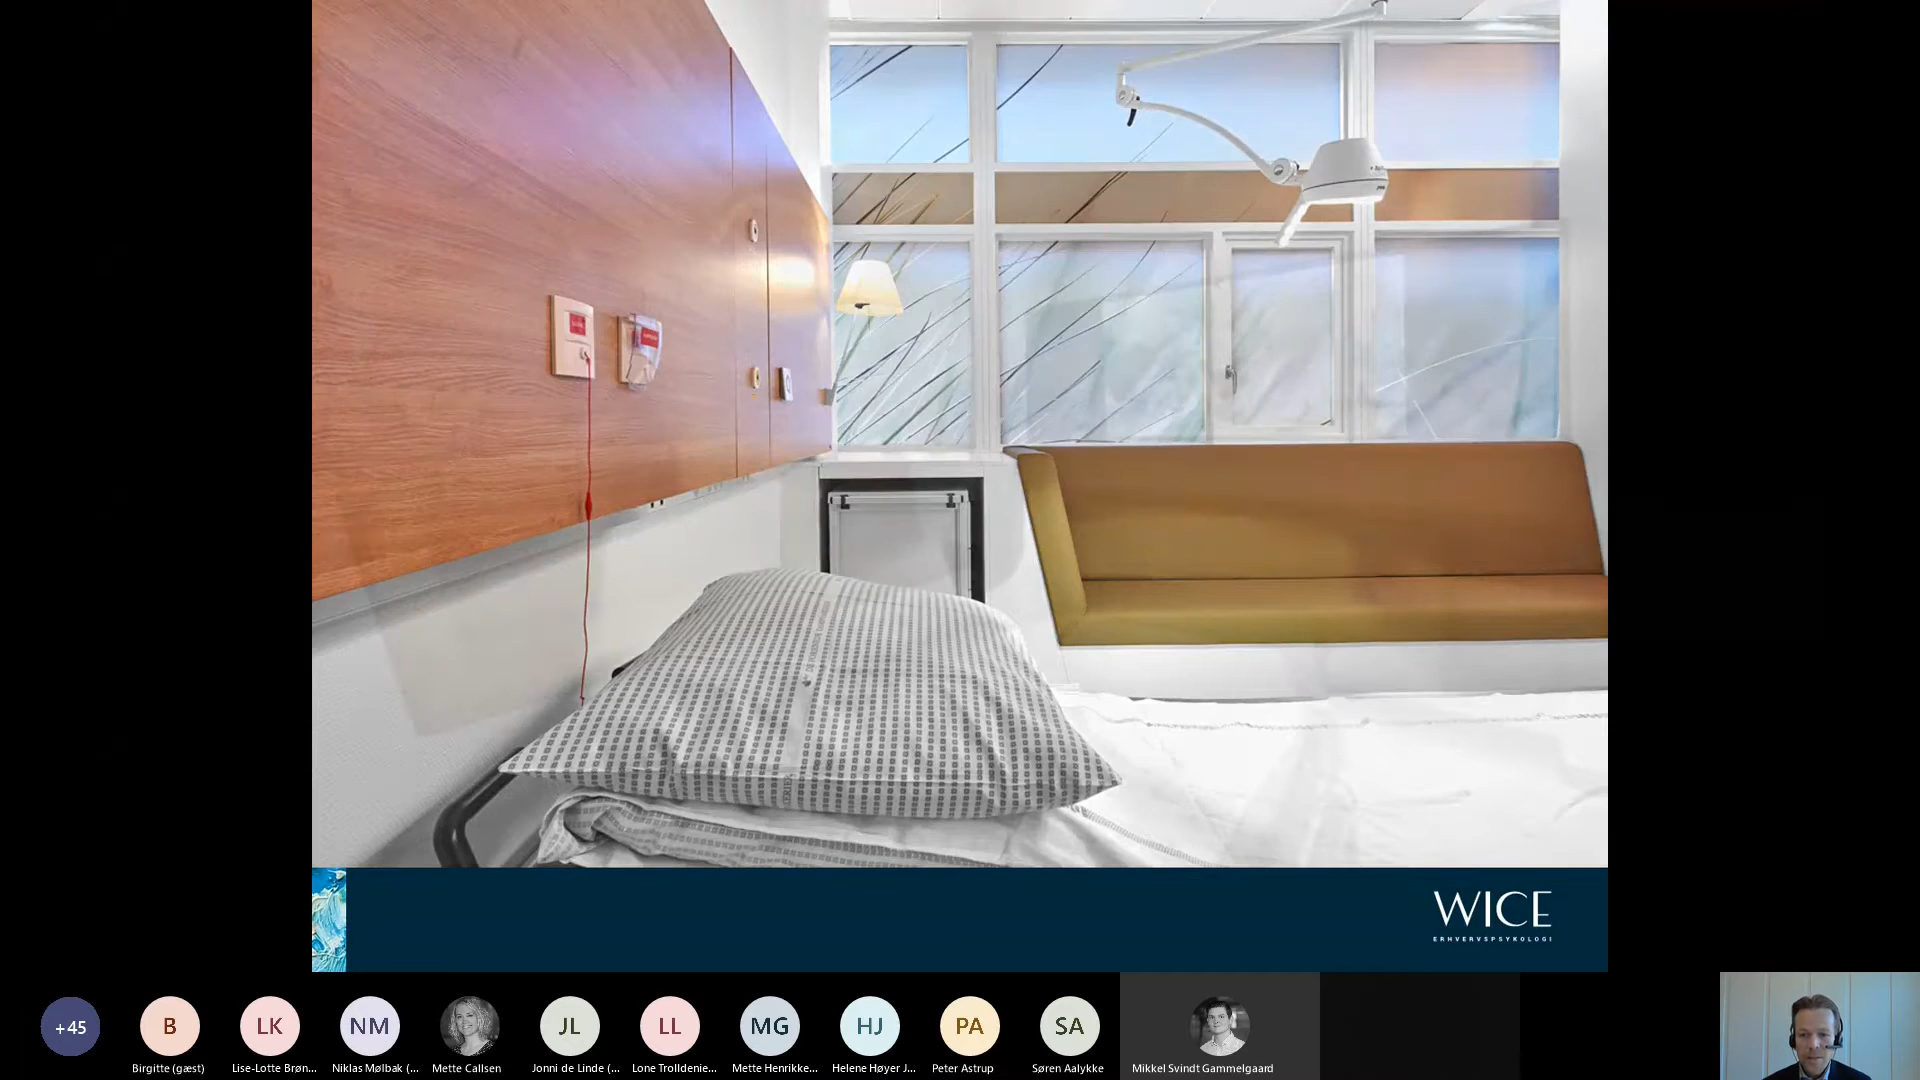 WICE
ERHVERVSPSYKOLOGI
+45
B
LK
NM
JL
LL
MG
HJ
PA
SA
Birgitte (gæst)
Lise-Lotte Brøn...
Niklas Mølbak (...
Mette Callsen
Jonni de Linde (...
Lone Trolldenie...
Mette Henrikke...
Helene Høyer J...
Peter Astrup
Søren Aalykke
Mikkel Svindt Gammelgaard